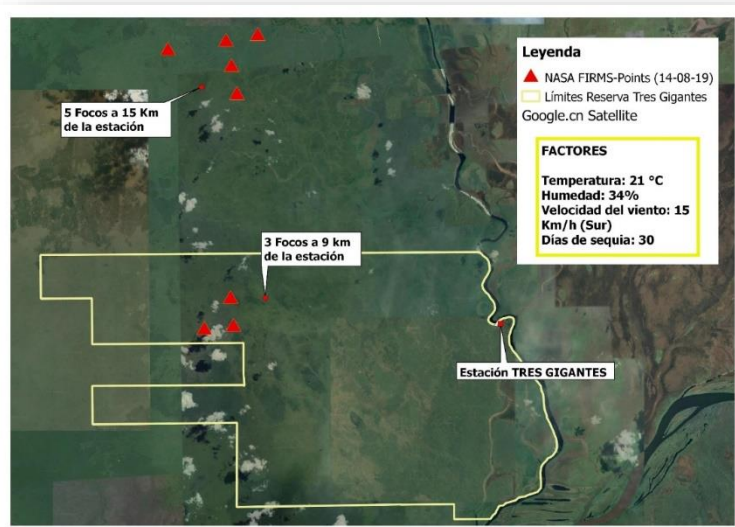 Leyenda
NASA FIRMS-Points (14-08-19)
Límites Reserva Tres Gigantes
Google.cn Satellite
FACTORES
Temperatura: 21 °C
Humedad: 34%
Velocidad del viento: 15
Km/h (Sur)
Días de sequia: 30
5 Focos a 15 Km
de la estación
3 Focos a 9 km
de la estación
Estación TRES GIGANTES